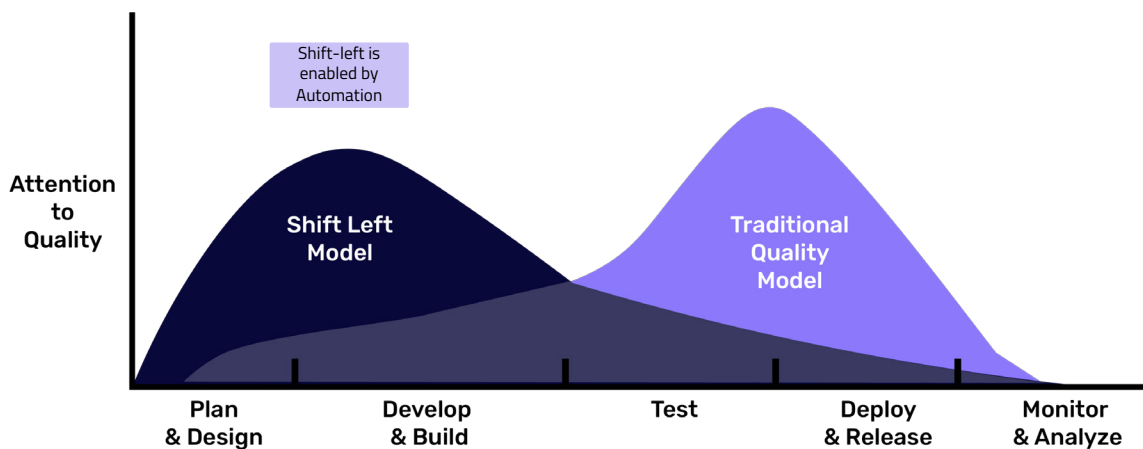 Shift-left is
enabled by
Automation
Attention
to
Quality
Shift Left
Model
Traditional
Quality
Model
Plan
& Design
Develop
& Build
Test
Deploy
& Release
Monitor
& Analyze